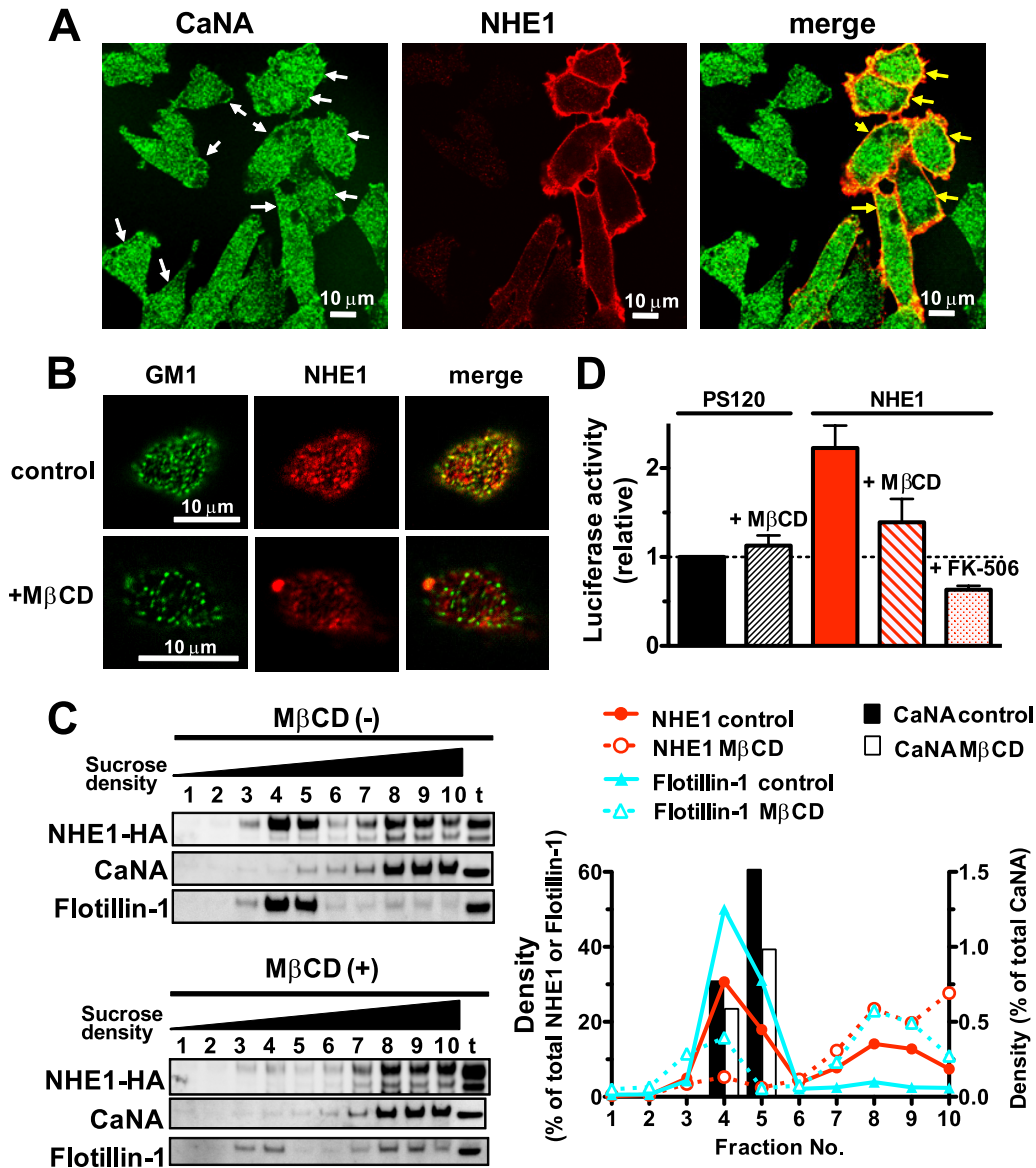 A
CaNA NHE1 merge
10 μm 10 μm 10 μm
B
GM1 NHE1 merge
control
10 μm
+MβCD
10 μm
D
PS120 NHE1
Luciferase activity
(relative)
2
1
0
+ MβCD
+ MβCD
+ FK-506
C
MβCD (-)
Sucrose
density
1 2 3 4 5 6 7 8 9 10 t
NHE1-HA
CaNA
Flotillin-1
MβCD (+)
Sucrose
density
1 2 3 4 5 6 7 8 9 10 t
NHE1-HA
CaNA
Flotillin-1
NHE1 control
NHE1 MβCD
Flotillin-1 control
Flotillin-1 MβCD
CaNA control
CaNA MβCD
Density
(% of total NHE1 or Flotillin-1)
60
40
20
0
1.5
1.0
0.5
0.0
Density (% of total CaNA)
1 2 3 4 5 6 7 8 9 10
Fraction No.